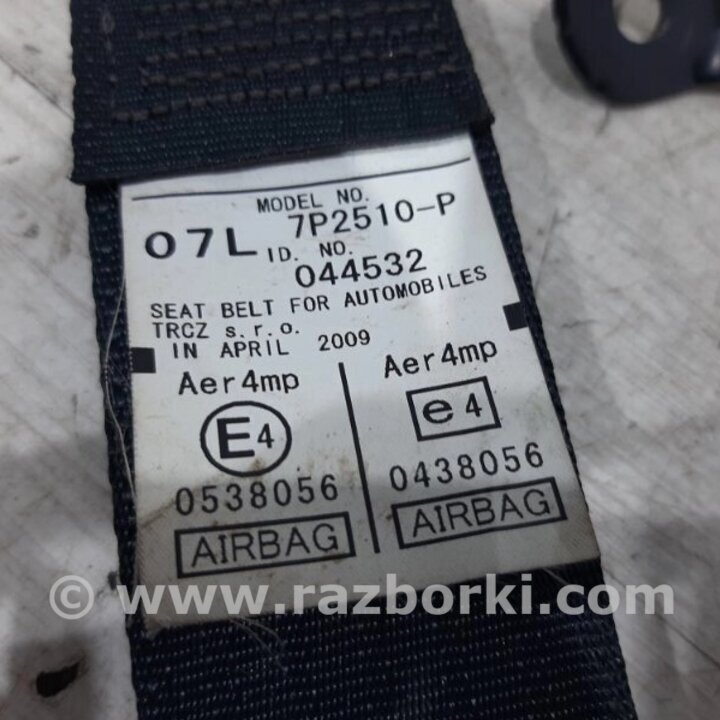 MODEL NO.
07L 7P2510-P
ID. NO.
044532
SEAT BELT FOR AUTOMOBILES
TRCZ s.r.o.
IN APRIL 2009
Aer4mp Aer4mp
E4 e4
0538056 0438056
AIRBAG AIRBAG
© www.razborki.com